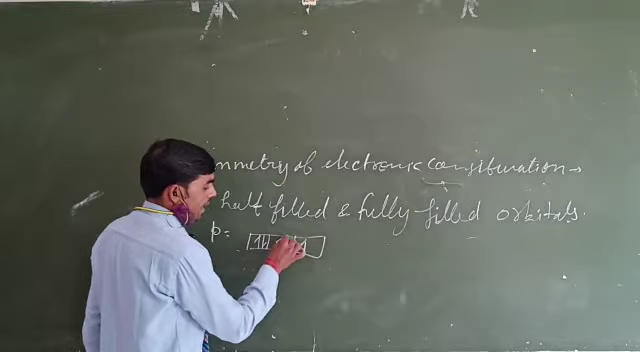 mmetry of electronic configuration →
half filled & fully-filled orbitals.
p=